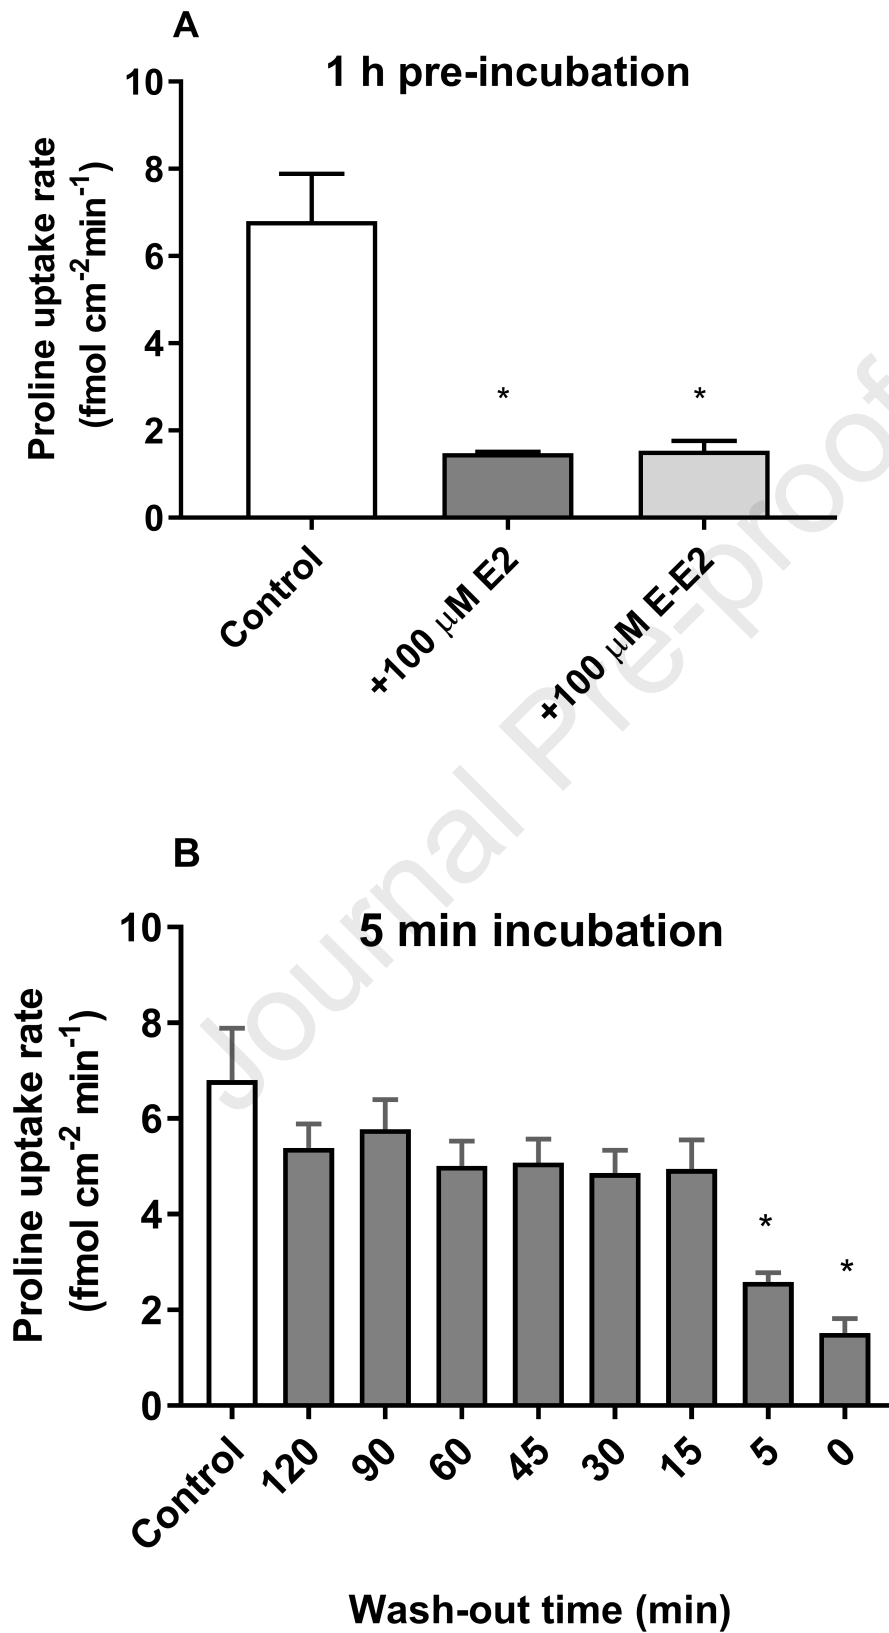 A
1 h pre-incubation
Proline uptake rate
(fmol cm-2min-1)
10
8
6
4
2
0
*
*
Control
+100 μM E2
+100 μM E-E2
Journal Pre-proof
B
5 min incubation
Proline uptake rate
(fmol cm-2 min-1)
10
8
6
4
2
0
*
*
Control
120
90
60
45
30
15
5
0
Wash-out time (min)